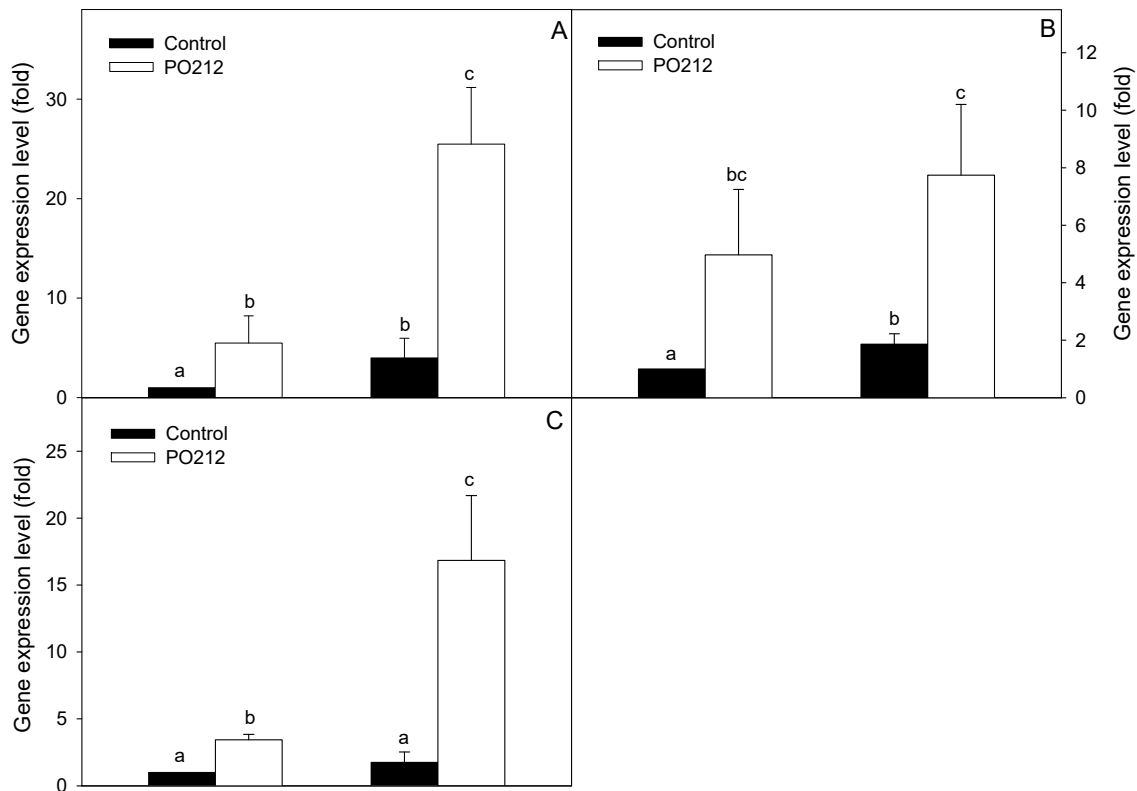 A
Control
PO212
Gene expression level (fold)
30
20
10
0
a
b
b
c
B
Control
PO212
Gene expression level (fold)
12
10
8
6
4
2
0
a
bc
b
c
C
Control
PO212
Gene expression level (fold)
25
20
15
10
5
0
a
b
a
c